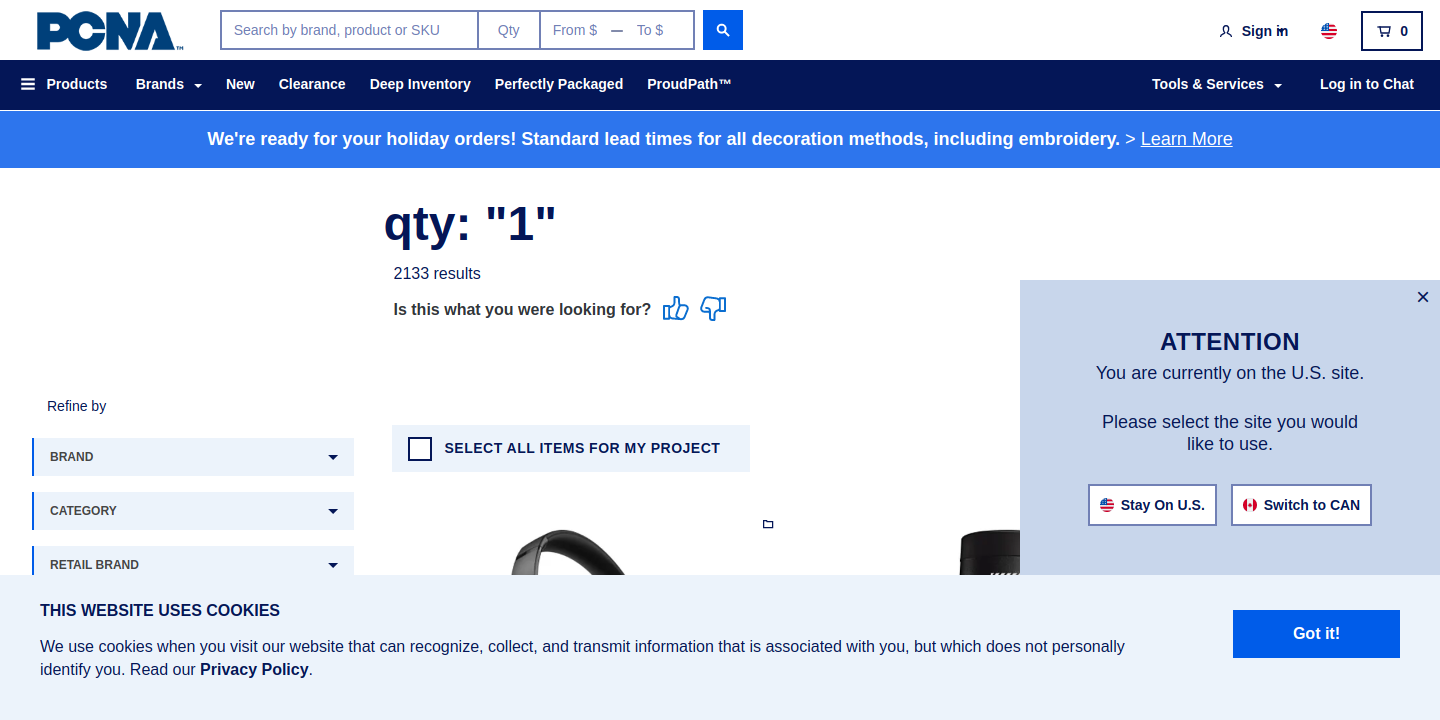 PCNA™
Search by brand, product or SKU Qty From $ — To $
Sign in 0
Products Brands New Clearance Deep Inventory Perfectly Packaged ProudPath™ Tools & Services Log in to Chat
We're ready for your holiday orders! Standard lead times for all decoration methods, including embroidery. > Learn More
qty: "1"
2133 results
Is this what you were looking for?
×
ATTENTION
You are currently on the U.S. site.
Please select the site you would
like to use.
Stay On U.S. Switch to CAN
Refine by
BRAND
CATEGORY
RETAIL BRAND
SELECT ALL ITEMS FOR MY PROJECT
THIS WEBSITE USES COOKIES
We use cookies when you visit our website that can recognize, collect, and transmit information that is associated with you, but which does not personally
identify you. Read our Privacy Policy.
Got it!